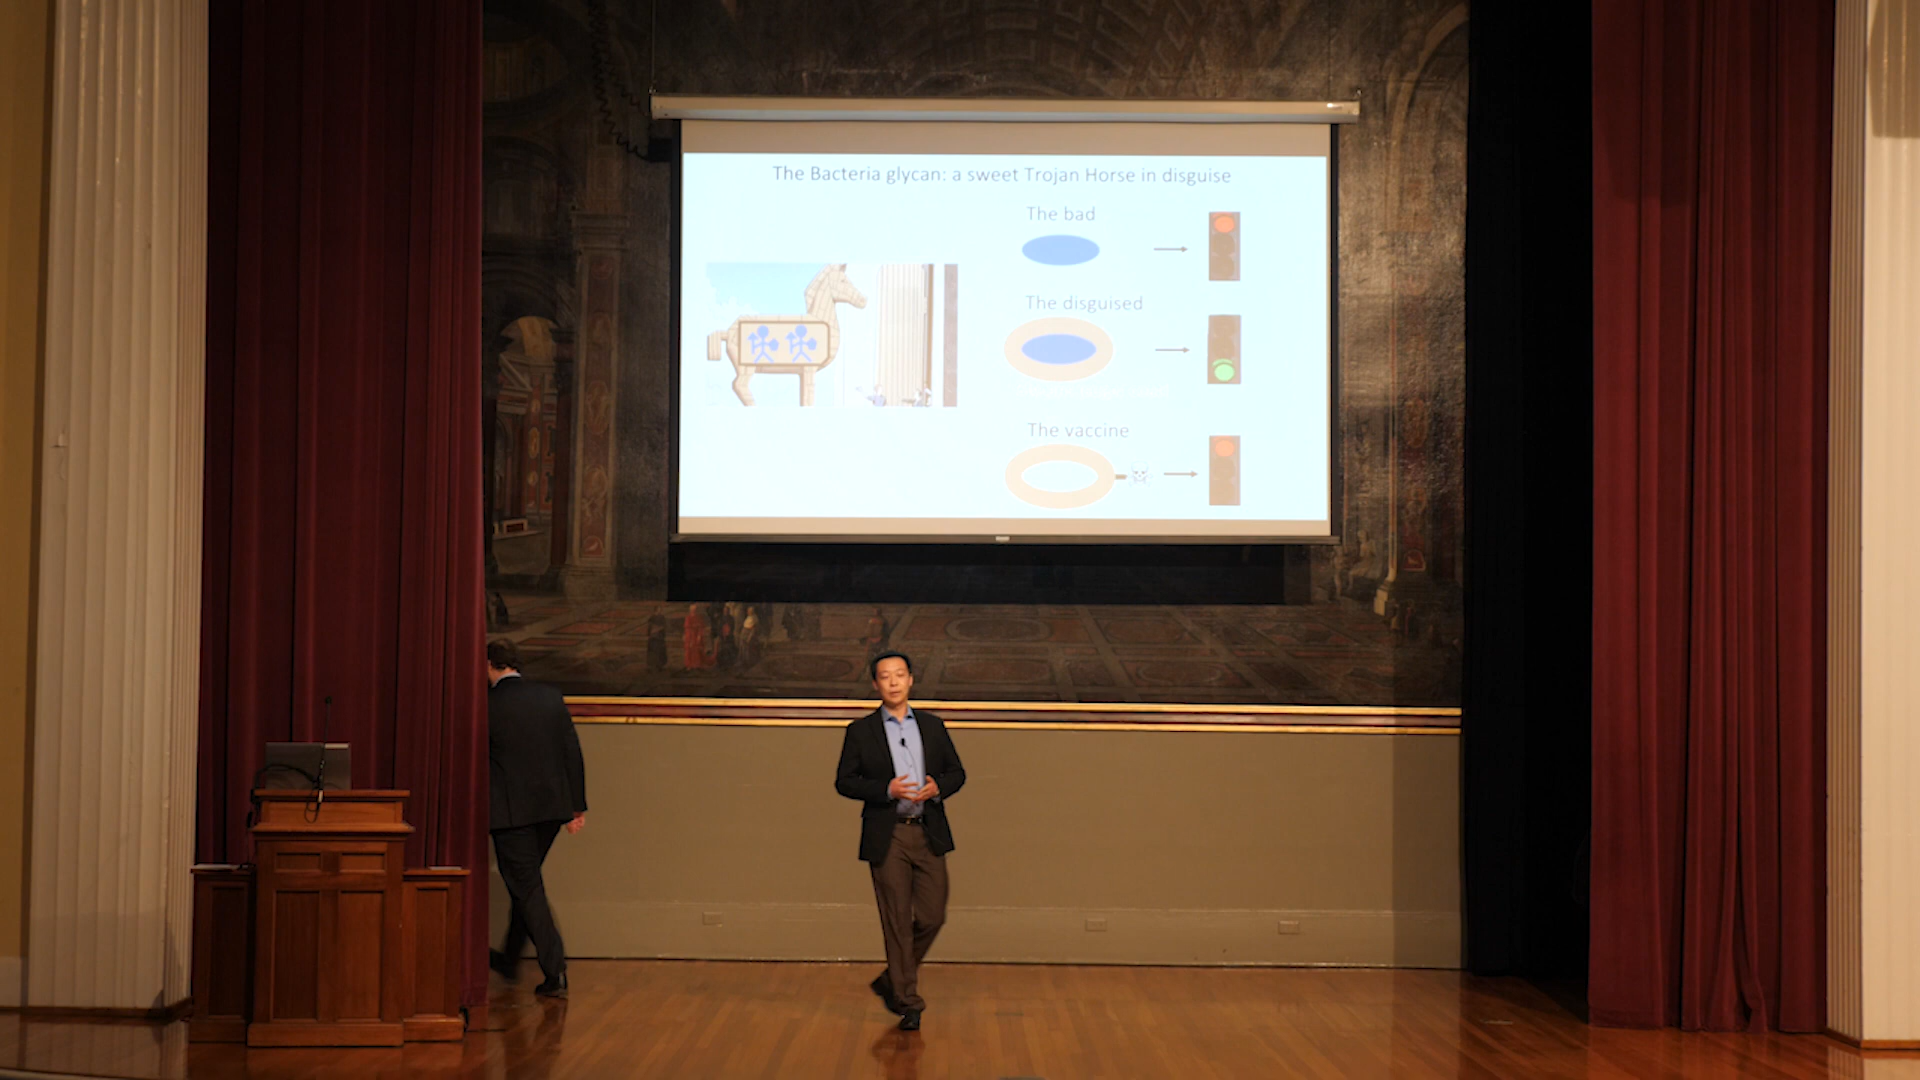 The Bacteria glycan: a sweet Trojan Horse in disguise
The bad
The disguised
The vaccine